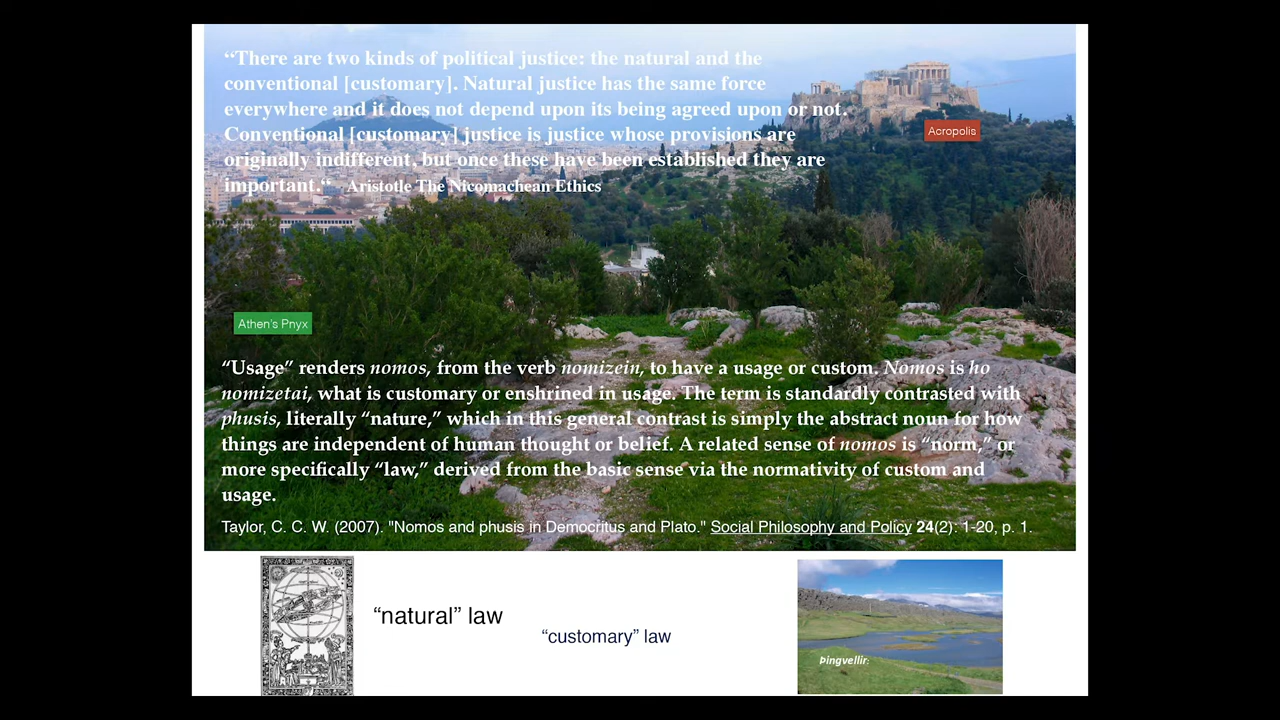 “There are two kinds of political justice: the natural and the
conventional [customary]. Natural justice has the same force
everywhere and it does not depend upon its being agreed upon or not.
Conventional [customary] justice is justice whose provisions are
originally indifferent, but once these have been established they are
important.“ Aristotle The Nicomachean Ethics
Acropolis
Athen's Pnyx
“Usage” renders nomos, from the verb nomizein, to have a usage or custom. Nomos is ho
nomizetai, what is customary or enshrined in usage. The term is standardly contrasted with
phusis, literally “nature,” which in this general contrast is simply the abstract noun for how
things are independent of human thought or belief. A related sense of nomos is “norm,” or
more specifically “law,” derived from the basic sense via the normativity of custom and
usage.
Taylor, C. C. W. (2007). "Nomos and phusis in Democritus and Plato." Social Philosophy and Policy 24(2): 1-20, p. 1.
“natural” law
“customary” law
Þingvellir: